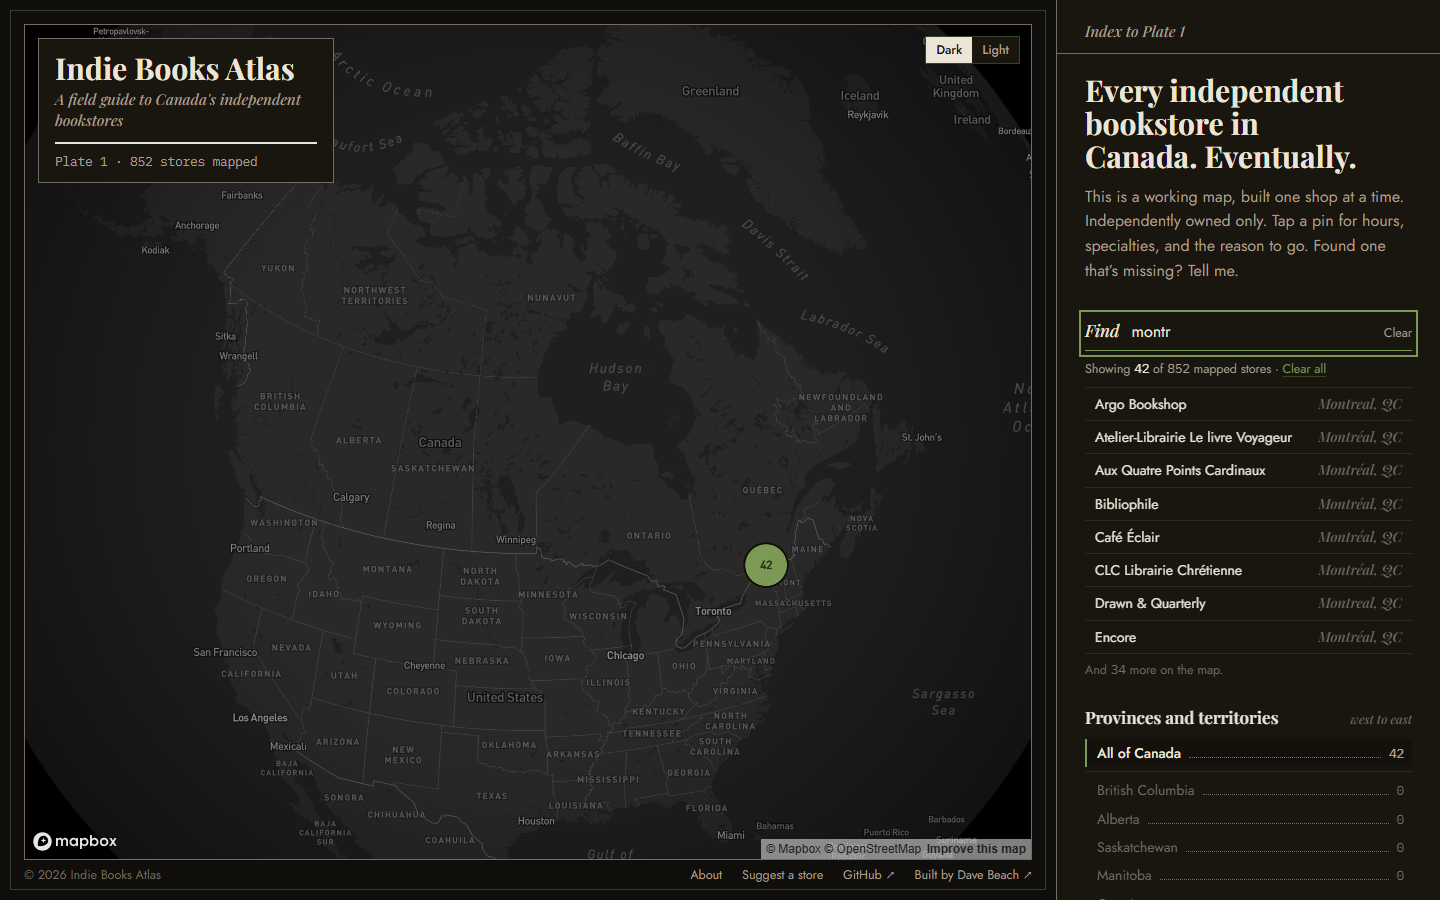 Petropavlovsk-
Indie Books Atlas
A field guide to Canada's independent
bookstores
Plate 1 · 852 stores mapped
Dark
Light
Arctic Ocean
Greenland
Iceland
Reykjavik
United
Kingdom
Ireland
Baffin Bay
Fairbanks
Anchorage
Kodiak
Davis Strait
YUKON
NORTHWEST
TERRITORIES
NUNAVUT
Labrador Sea
Sitka
Wrangell
Hudson
Bay
BRITISH
COLUMBIA
NEWFOUNDLAND
AND
LABRADOR
ALBERTA
Canada
St. John's
SASKATCHEWAN
Calgary
QUÉBEC
WASHINGTON
Regina
NOVA
SCOTIA
Portland
Winnipeg
ONTARIO
MAINE
42
OREGON
MONTANA
NORTH
DAKOTA
IDAHO
MINNESOTA
MASSACHUSETTS
SOUTH
DAKOTA
WISCONSIN
Toronto
WYOMING
San Francisco
NEVADA
Cheyenne
NEBRASKA
IOWA
Chicago
PENNSYLVANIA
OHIO
MARYLAND
CALIFORNIA
UTAH
COLORADO
United States
ILLINOIS
VIRGINIA
Sargasso
Sea
Los Angeles
KENTUCKY
NORTH
CAROLINA
TENNESSEE
Mexicali
ARIZONA
NEW
MEXICO
OKLAHOMA
ARKANSAS
SOUTH
CAROLINA
BAJA
CALIFORNIA
MISSISSIPPI
GEORGIA
SONORA
TEXAS
LOUISIANA
FLORIDA
CHIHUAHUA
Houston
BAJA
CALIFORNIA
SUR
COAHUILA
Miami
Bahamas
Puerto Rico
Barbados
Gulf of
mapbox
© Mapbox © OpenStreetMap Improve this map
© 2026 Indie Books Atlas
About
Suggest a store
GitHub ↗
Built by Dave Beach ↗
Index to Plate 1
Every independent
bookstore in
Canada. Eventually.
This is a working map, built one shop at a time.
Independently owned only. Tap a pin for hours,
specialties, and the reason to go. Found one
that's missing? Tell me.
Find montr Clear
Showing 42 of 852 mapped stores · Clear all
Argo Bookshop Montreal, QC
Atelier-Librairie Le livre Voyageur Montréal, QC
Aux Quatre Points Cardinaux Montréal, QC
Bibliophile Montréal, QC
Café Éclair Montréal, QC
CLC Librairie Chrétienne Montréal, QC
Drawn & Quarterly Montréal, QC
Encore Montréal, QC
And 34 more on the map.
Provinces and territories west to east
All of Canada 42
British Columbia 0
Alberta 0
Saskatchewan 0
Manitoba 0